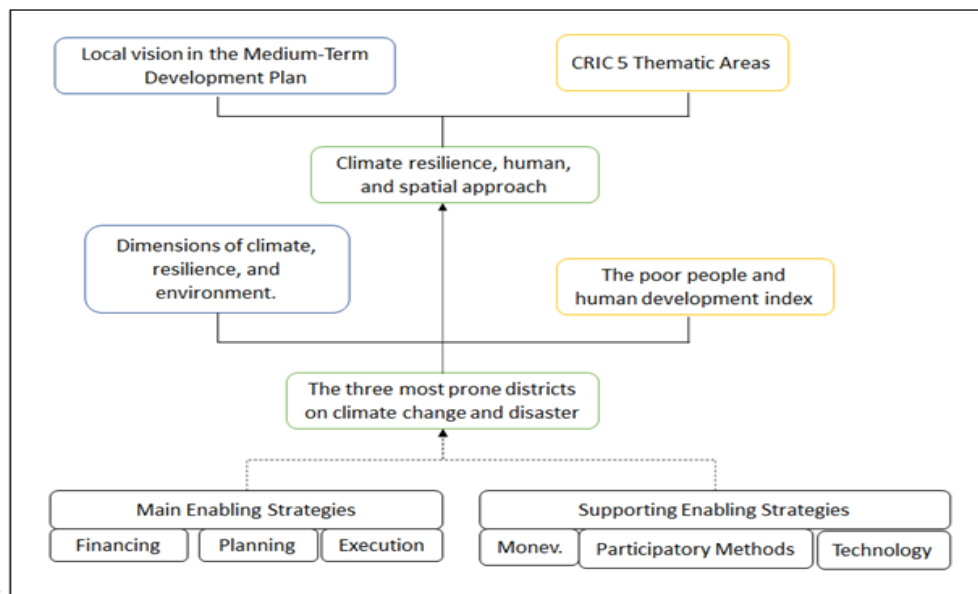 Local vision in the Medium-Term
Development Plan
CRIC 5 Thematic Areas
Climate resilience, human,
and spatial approach
Dimensions of climate,
resilience, and
environment.
The poor people and
human development index
The three most prone districts
on climate change and disaster
Main Enabling Strategies
Financing
Planning
Execution
Supporting Enabling Strategies
Monev.
Participatory Methods
Technology